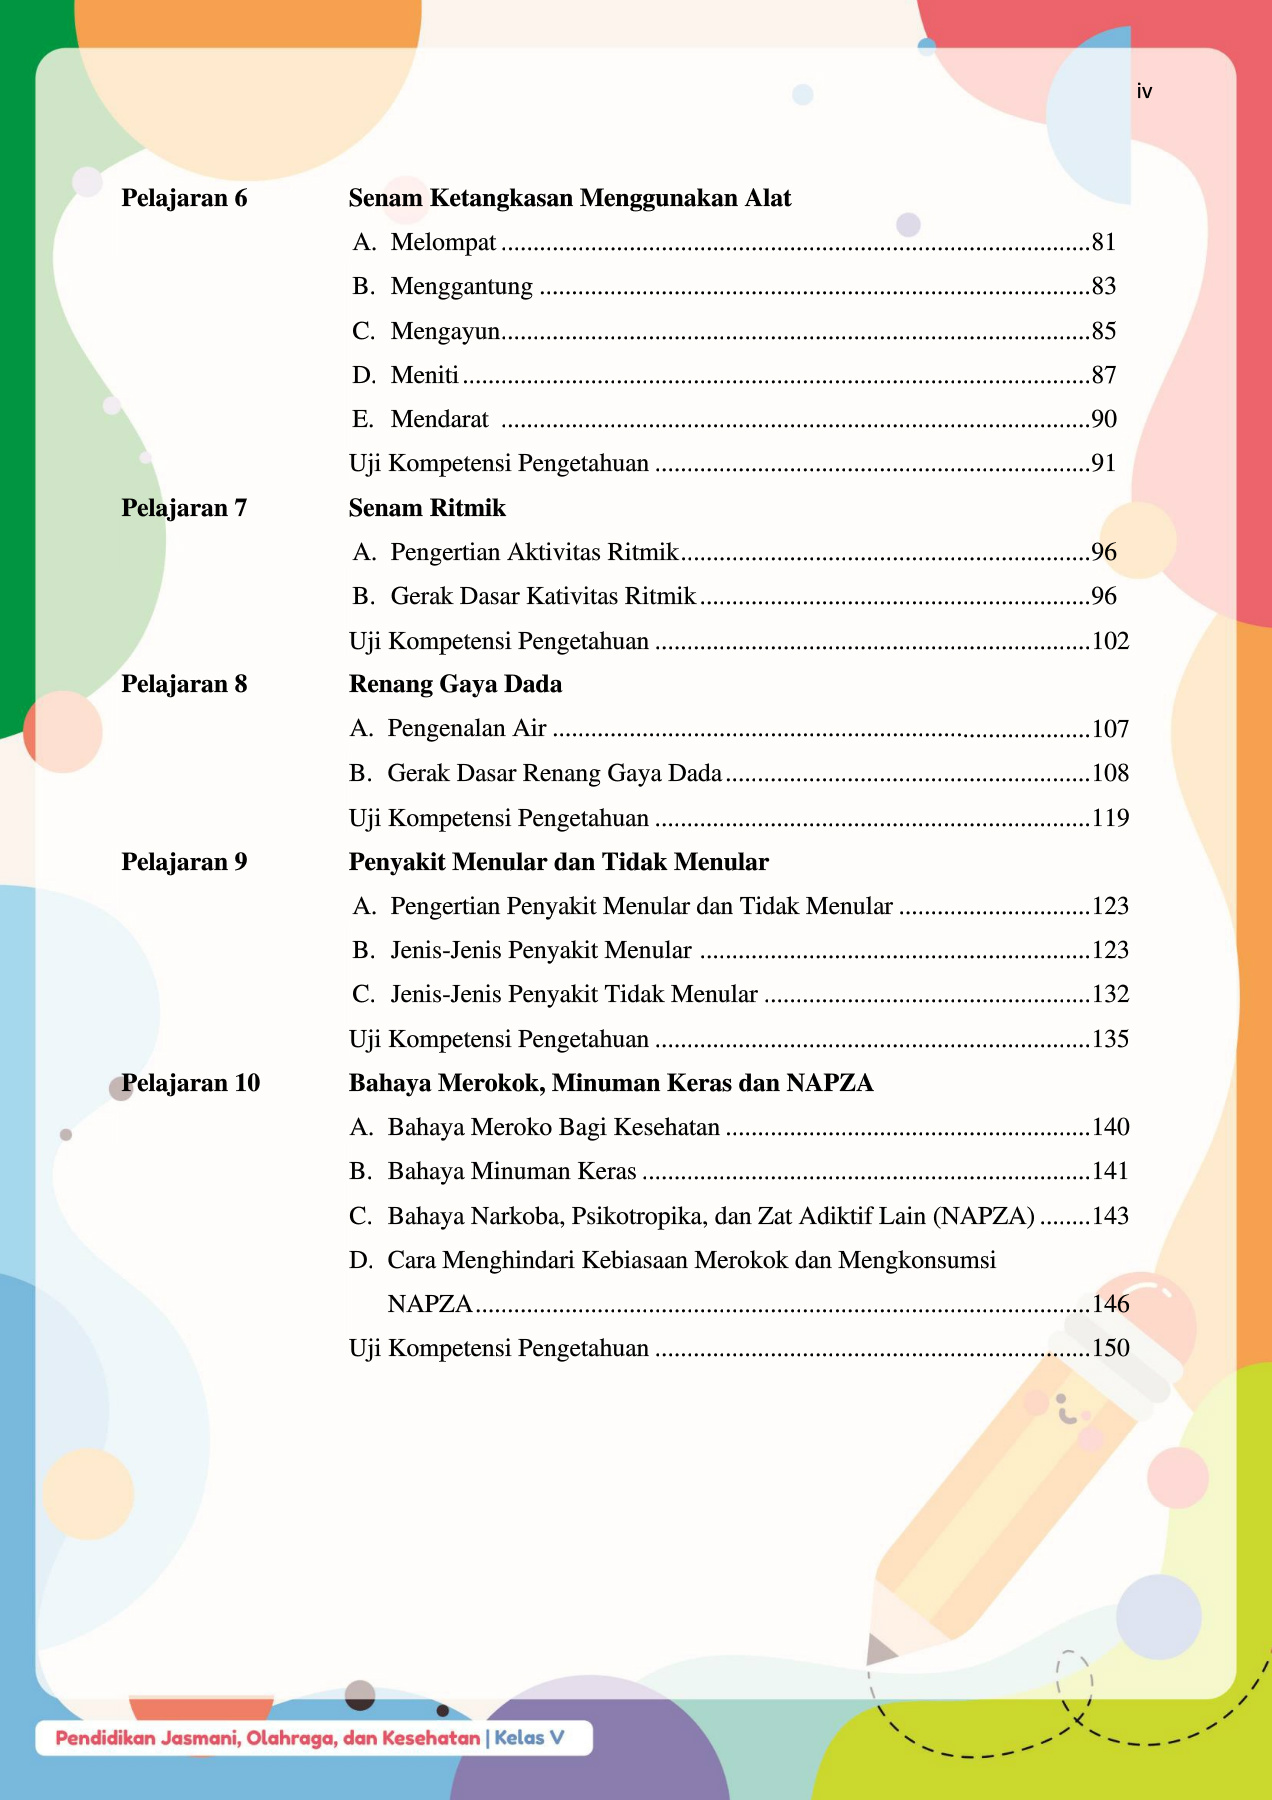 iv
Pelajaran 6 Senam Ketangkasan Menggunakan Alat
A. Melompat ........................................................................................... 81
B. Menggantung ..................................................................................... 83
C. Mengayun........................................................................................... 85
D. Meniti ................................................................................................. 87
E. Mendarat ........................................................................................... 90
Uji Kompetensi Pengetahuan .................................................................... 91
Pelajaran 7 Senam Ritmik
A. Pengertian Aktivitas Ritmik................................................................ 96
B. Gerak Dasar Kativitas Ritmik ............................................................. 96
Uji Kompetensi Pengetahuan .................................................................... 102
Pelajaran 8 Renang Gaya Dada
A. Pengenalan Air ................................................................................... 107
B. Gerak Dasar Renang Gaya Dada ......................................................... 108
Uji Kompetensi Pengetahuan .................................................................... 119
Pelajaran 9 Penyakit Menular dan Tidak Menular
A. Pengertian Penyakit Menular dan Tidak Menular .............................. 123
B. Jenis-Jenis Penyakit Menular ............................................................. 123
C. Jenis-Jenis Penyakit Tidak Menular ................................................... 132
Uji Kompetensi Pengetahuan .................................................................... 135
Pelajaran 10 Bahaya Merokok, Minuman Keras dan NAPZA
A. Bahaya Meroko Bagi Kesehatan ......................................................... 140
B. Bahaya Minuman Keras ...................................................................... 141
C. Bahaya Narkoba, Psikotropika, dan Zat Adiktif Lain (NAPZA) ........ 143
D. Cara Menghindari Kebiasaan Merokok dan Mengkonsumsi
NAPZA................................................................................................ 146
Uji Kompetensi Pengetahuan .................................................................... 150
Pendidikan Jasmani, Olahraga, dan Kesehatan | Kelas V